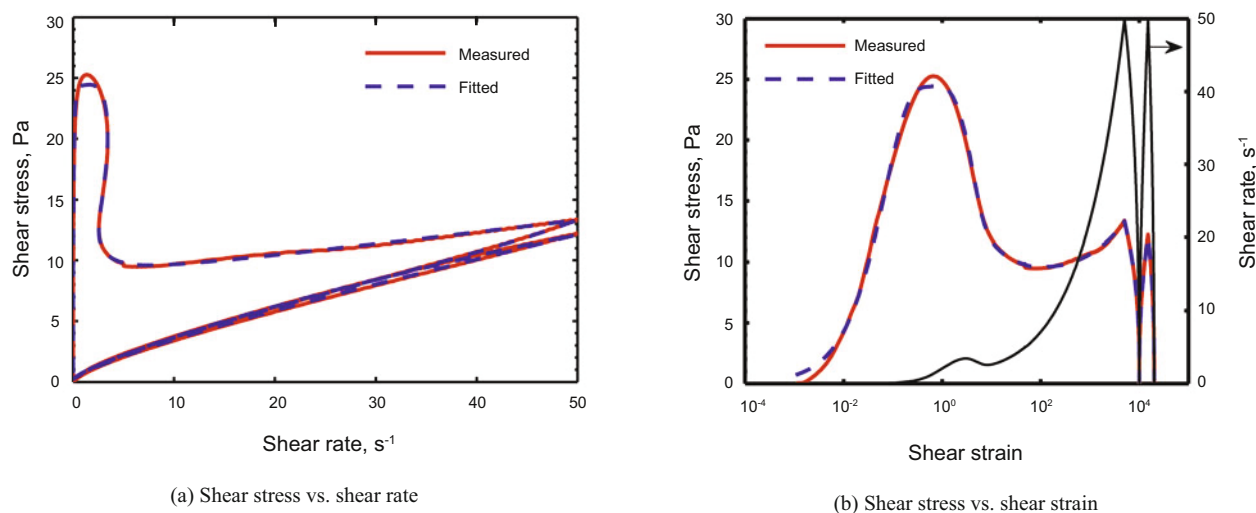 30
25
20
15
10
5
0
Shear stress, Pa
Measured
Fitted
0
10
20
30
40
50
Shear rate, s⁻¹
(a) Shear stress vs. shear rate
30
25
20
15
10
5
0
Shear stress, Pa
Measured
Fitted
50
40
30
20
10
0
Shear rate, s⁻¹
10⁻⁴
10⁻²
10⁰
10²
10⁴
Shear strain
(b) Shear stress vs. shear strain